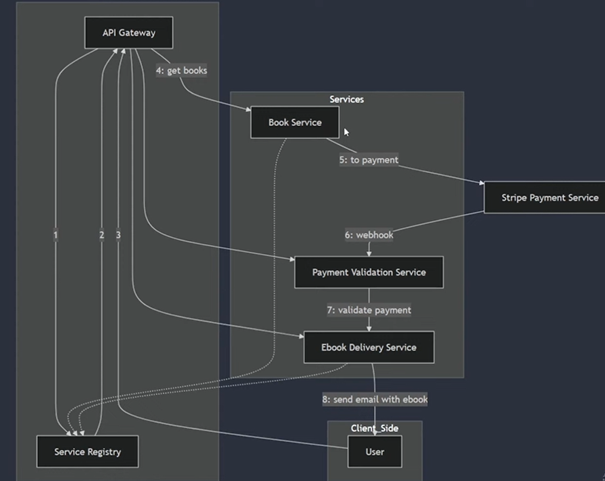 API Gateway
4: get books
Services
Book Service
5: to payment
Stripe Payment Service
1
2
3
6: webhook
Payment Validation Service
7: validate payment
Ebook Delivery Service
8: send email with ebook
Client_Side
Service Registry
User